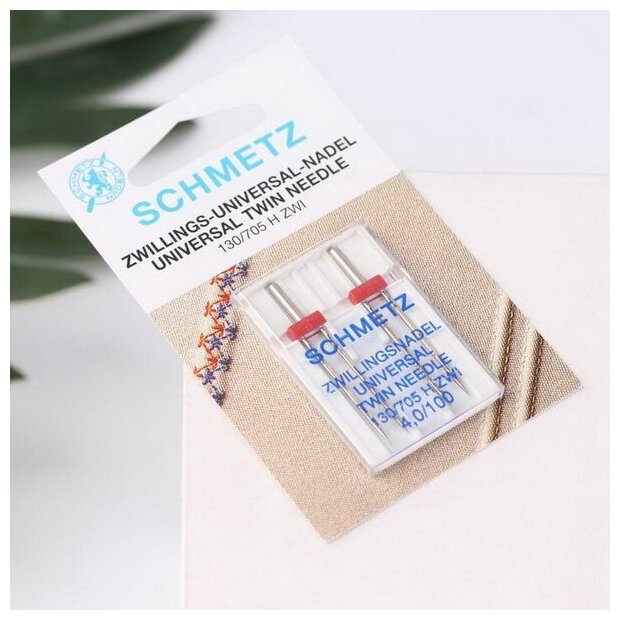 SCHMETZ
ZWILLINGS-UNIVERSAL-NADEL
UNIVERSAL TWIN NEEDLE
130/705 H ZWI
SCHMETZ
ZWILLINGSNADEL
UNIVERSAL
TWIN NEEDLE
130/705 H ZWI
4,0/100